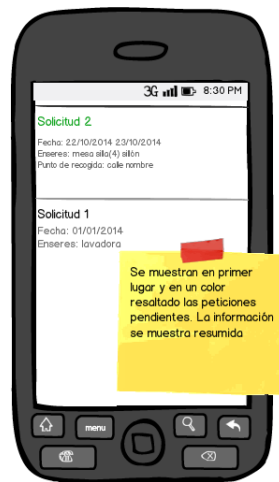 3G 8:30 PM
Solicitud 2
Fecha: 22/10/2014 23/10/2014
Enseres: mesa silla(4) sillón
Punto de recogida: calle nombre
Solicitud 1
Fecha: 01/01/2014
Enseres: lavadora
Se muestran en primer
lugar y en un color
resaltado las peticiones
pendientes. La información
se muestra resumida
menu